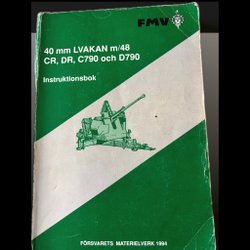 FMV
40 mm LVAKAN m/48
CR, DR, C790 och D790
Instruktionsbok
FÖRSVARETS MATERIELVERK 1994